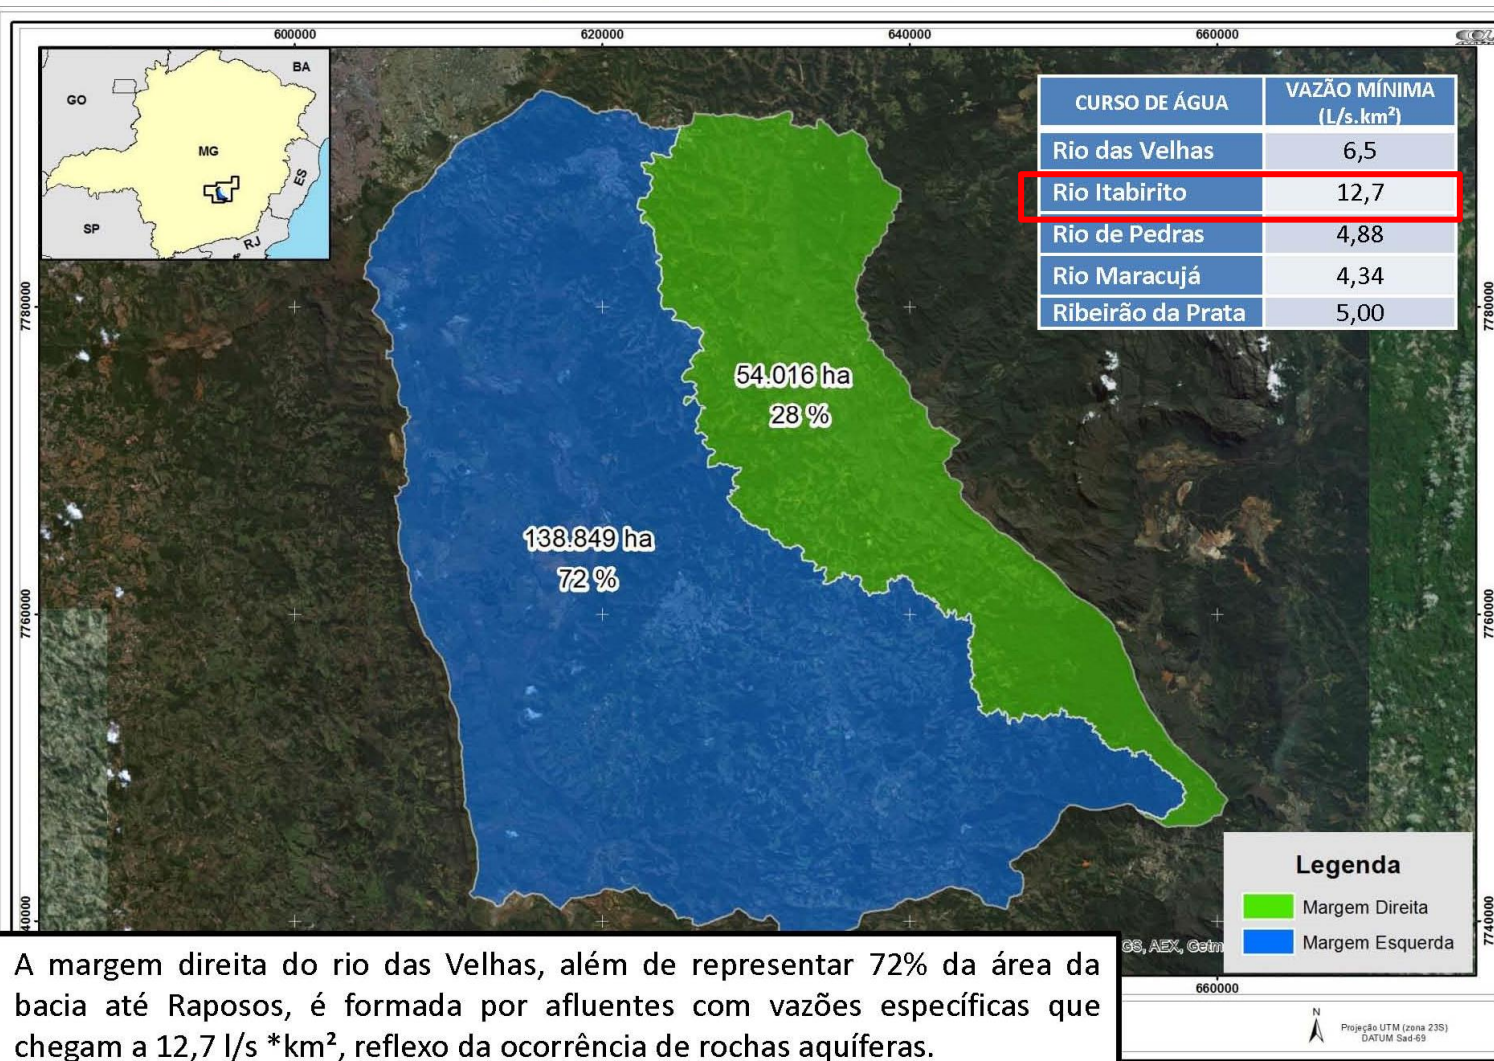 600000
620000
640000
660000
BA
GO
MG
ES
SP
RJ
CURSO DE ÁGUA
VAZÃO MÍNIMA
(L/s.km²)
Rio das Velhas 6,5
Rio Itabirito 12,7
Rio de Pedras 4,88
Rio Maracujá 4,34
Ribeirão da Prata 5,00
7780000
7780000
54.016 ha
28 %
138.849 ha
72 %
7760000
7760000
Legenda
Margem Direita
Margem Esquerda
40000
7740000
GS, AEX, Getm
A margem direita do rio das Velhas, além de representar 72% da área da
bacia até Raposos, é formada por afluentes com vazões específicas que
chegam a 12,7 l/s *km², reflexo da ocorrência de rochas aquíferas.
660000
N
Projeção UTM (zona 23S)
DATUM Sad-69